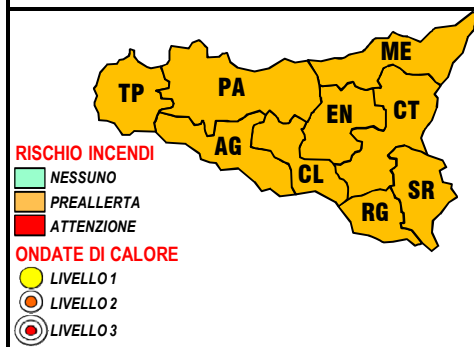 ME
PA
TP
EN
CT
AG
CL
SR
RG
RISCHIO INCENDI
NESSUNO
PREALLERTA
ATTENZIONE
ONDATE DI CALORE
LIVELLO 1
LIVELLO 2
LIVELLO 3